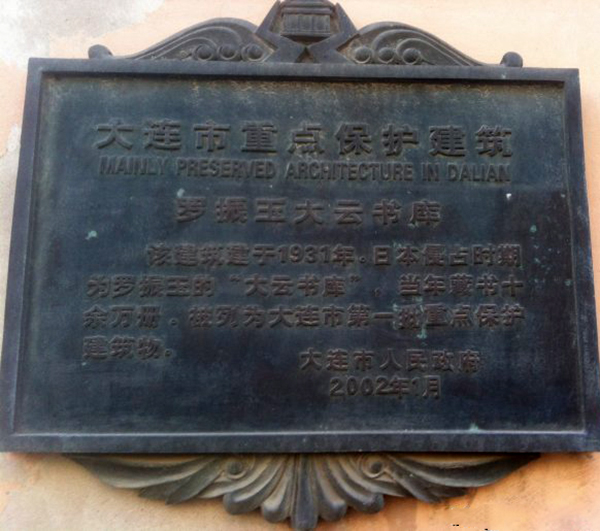 大连市重点保护建筑
MAINLY PRESERVED ARCHITECTURE IN DALIAN
罗振玉大云书库
该建筑建于1931年。日本侵占时期
为罗振玉的“大云书库”。当年藏书十
余万册。被列为大连市第一批重点保护
建筑物。
大连市人民政府
2002年1月